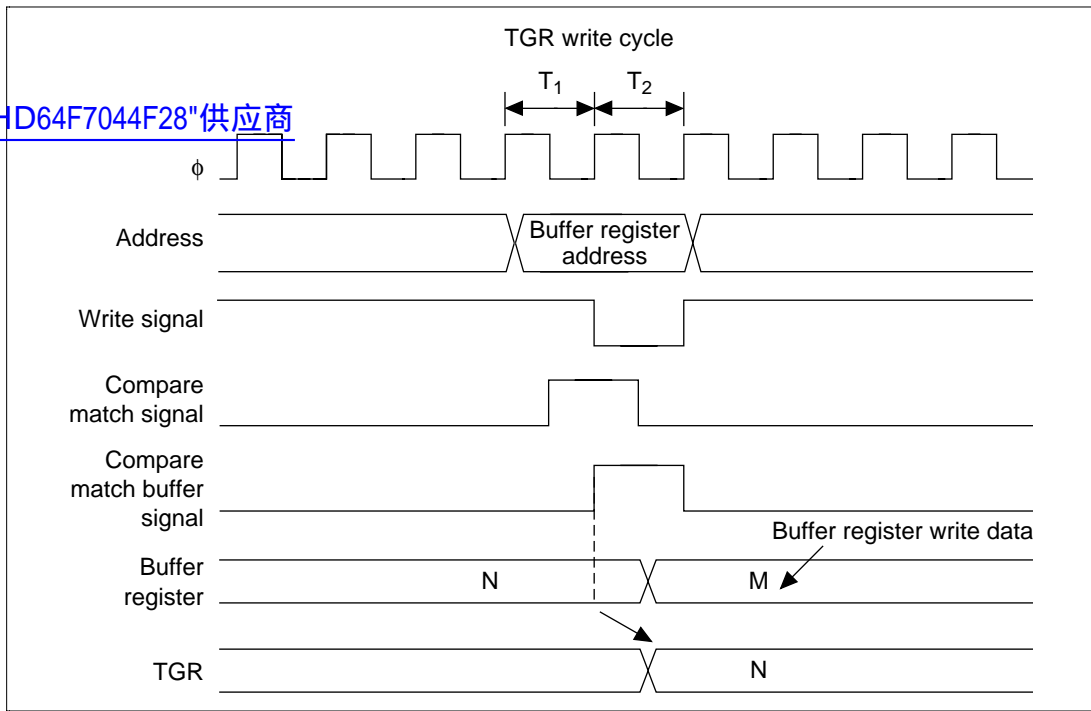 TGR write cycle
T1 T2
HD64F7044F28"供应商
ϕ
Address
Buffer register
address
Write signal
Compare
match signal
Compare
match buffer
signal
Buffer register write data
Buffer
register
N
M
TGR
N